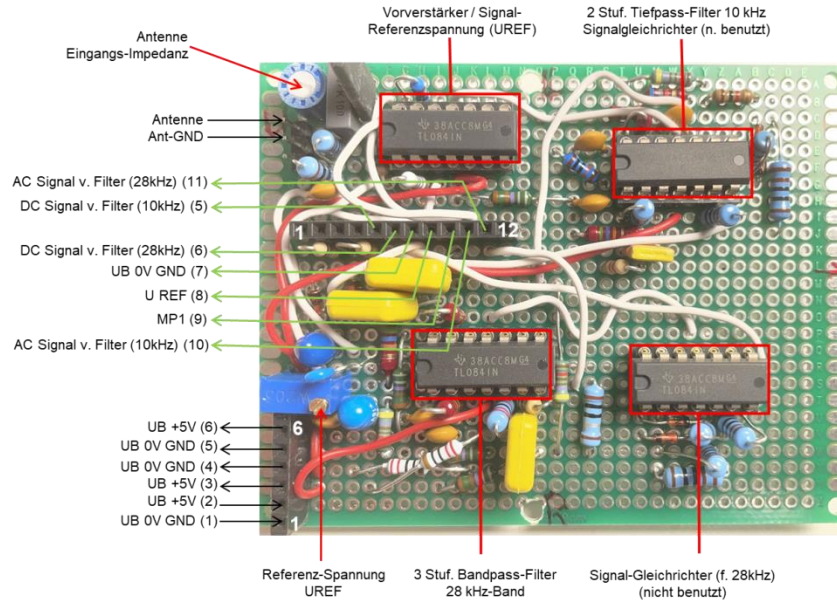 Antenne
Eingangs-Impedanz
Vorverstärker / Signal-
Referenzspannung (UREF)
2 Stuf. Tiefpass-Filter 10 kHz
Signalgleichrichter (n. benutzt)
Antenne
Ant-GND
AC Signal v. Filter (28kHz) (11)
DC Signal v. Filter (10kHz) (5)
DC Signal v. Filter (28kHz) (6)
UB 0V GND (7)
U REF (8)
MP1 (9)
AC Signal v. Filter (10kHz) (10)
38ACC8MG4
TL084IN
1
12
38ACC8MG4
TL084IN
38ACC8MG4
TL084IN
6
UB +5V (6)
UB 0V GND (5)
UB 0V GND (4)
UB +5V (3)
UB +5V (2)
UB 0V GND (1)
1
Referenz-Spannung
UREF
3 Stuf. Bandpass-Filter
28 kHz-Band
Signal-Gleichrichter (f. 28kHz)
(nicht benutzt)